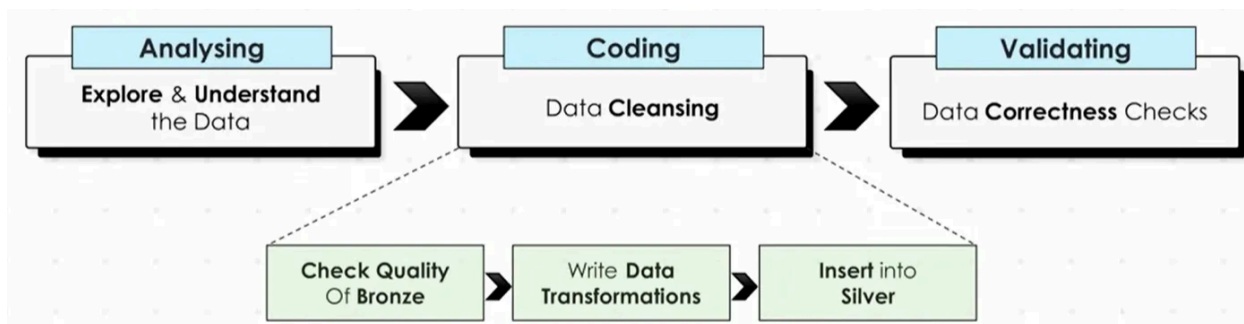 Analysing
Explore & Understand
the Data
Coding
Data Cleansing
Validating
Data Correctness Checks
Check Quality
Of Bronze
Write Data
Transformations
Insert into
Silver